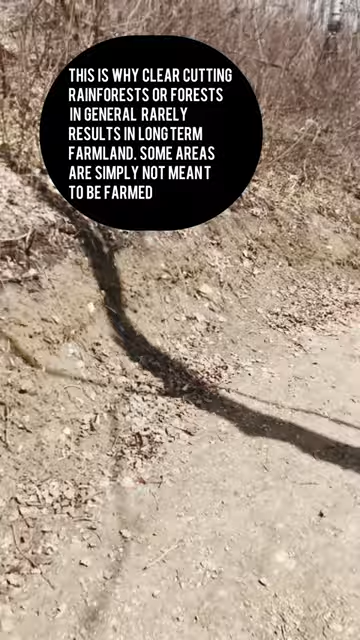 THIS IS WHY CLEAR CUTTING
RAINFORESTS OR FORESTS
IN GENERAL RARELY
RESULTS IN LONG TERM
FARMLAND. SOME AREAS
ARE SIMPLY NOT MEANT
TO BE FARMED